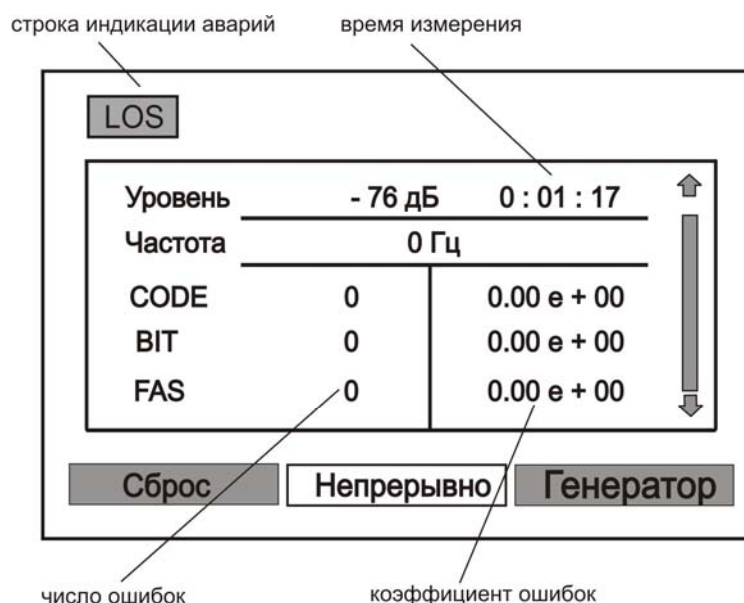 строка индикации аварий время измерения
LOS
Уровень - 76 дБ 0 : 01 : 17
Частота 0 Гц
CODE 0 0.00 e + 00
BIT 0 0.00 e + 00
FAS 0 0.00 e + 00
Сброс Непрерывно Генератор
число ошибок коэффициент ошибок